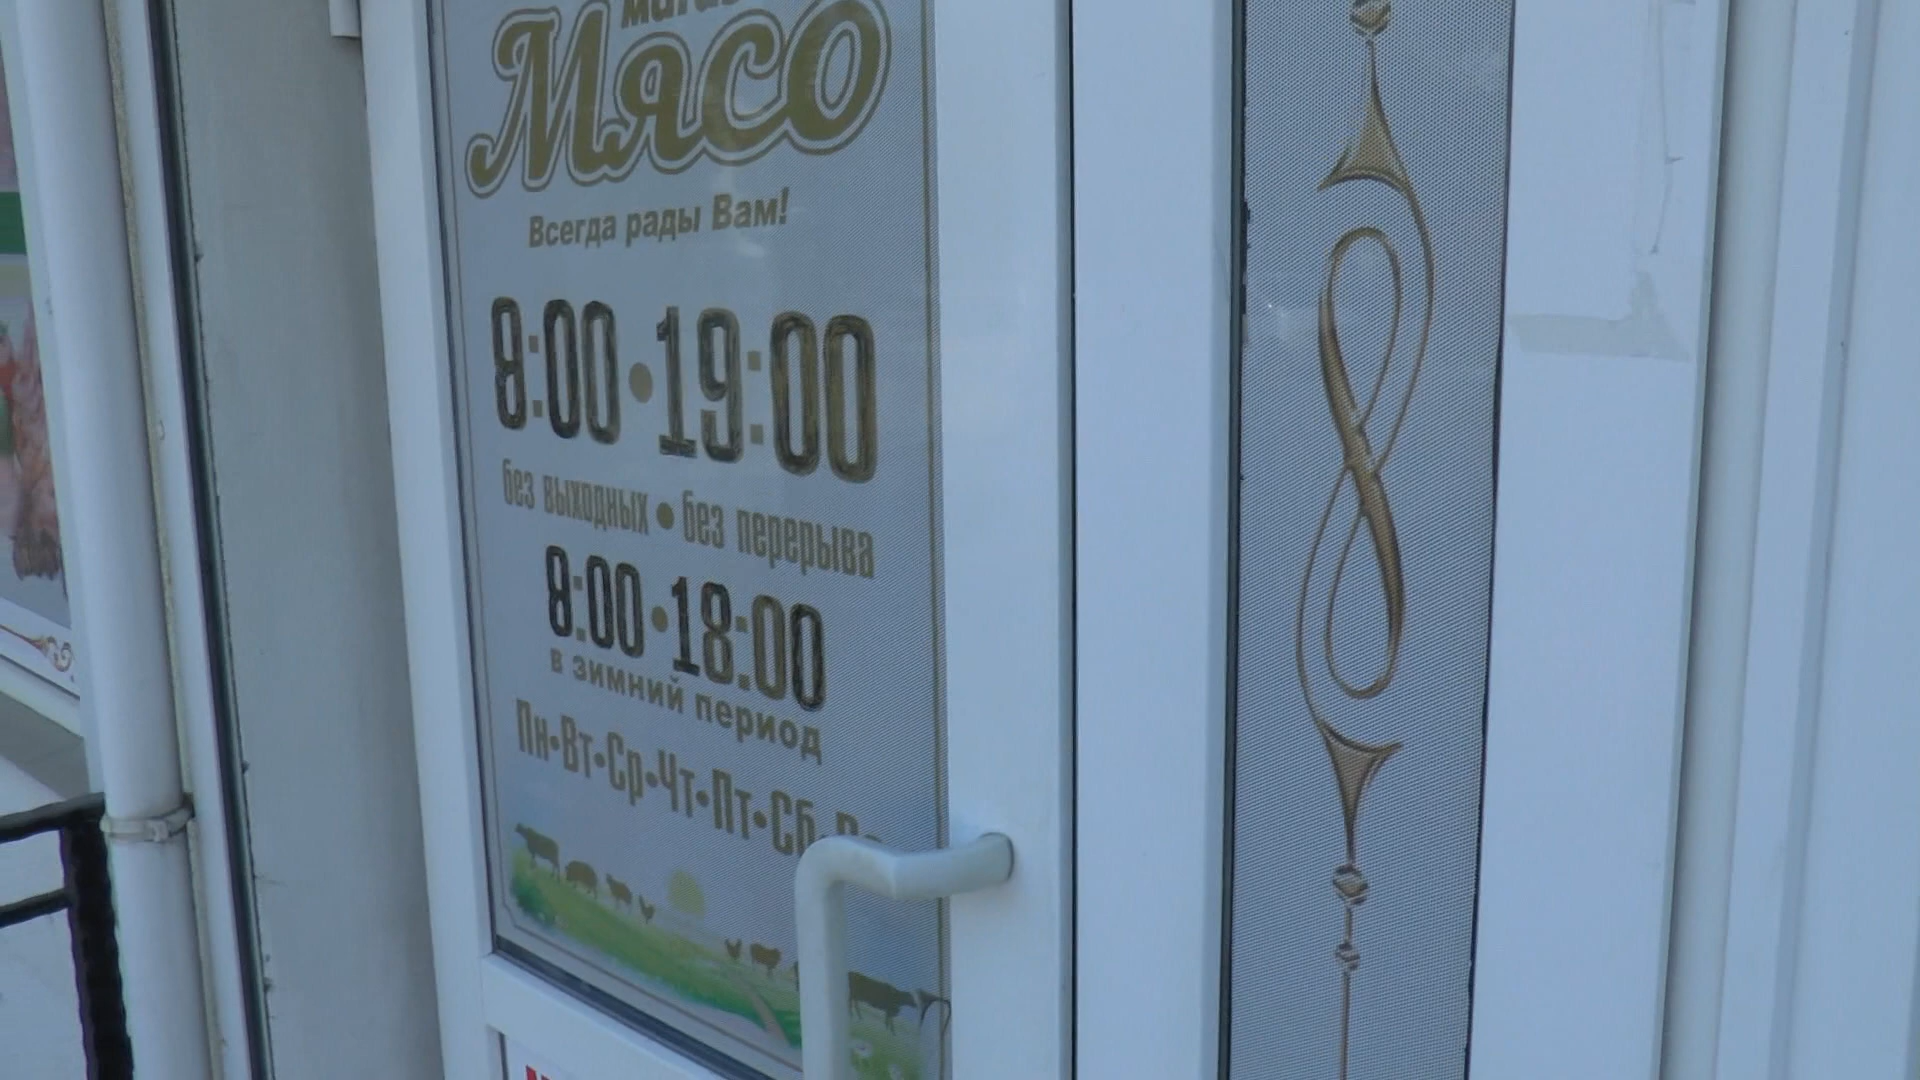 Мясо
Всегда рады Вам!
8:00•19:00
без выходных • без перерыва
8:00•18:00
в зимний период
Пн•Вт•Ср•Чт•Пт•Сб